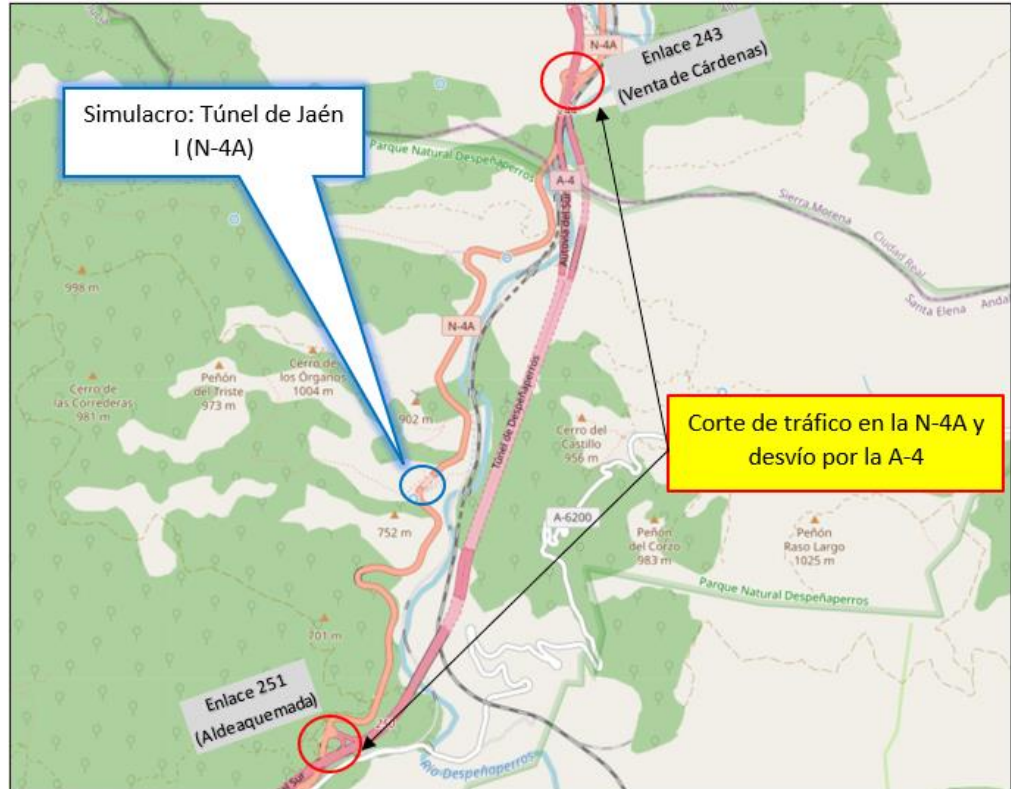 N-4A
Enlace 243
(Venta de Cárdenas)
Simulacro: Túnel de Jaén
I (N-4A)
Parque Natural Despeñaperros
A-4
Autovía del Sur
Sierra Morena
Ciudad Real
Santa Elena
Andal
998 m
N-4A
Cerro de
las Correderas
981 m
Peñón
del Triste
973 m
Cerro de
los Órganos
1004 m
902 m
Túnel de Despeñaperros
Cerro del
Castillo
956 m
Corte de tráfico en la N-4A y
desvío por la A-4
752 m
A-6200
Peñón
del Corzo
983 m
Peñón
Raso Largo
1025 m
Parque Natural Despeñaperros
701 m
Enlace 251
(Aldeaquemada)
Río Despeñaperros
Sur